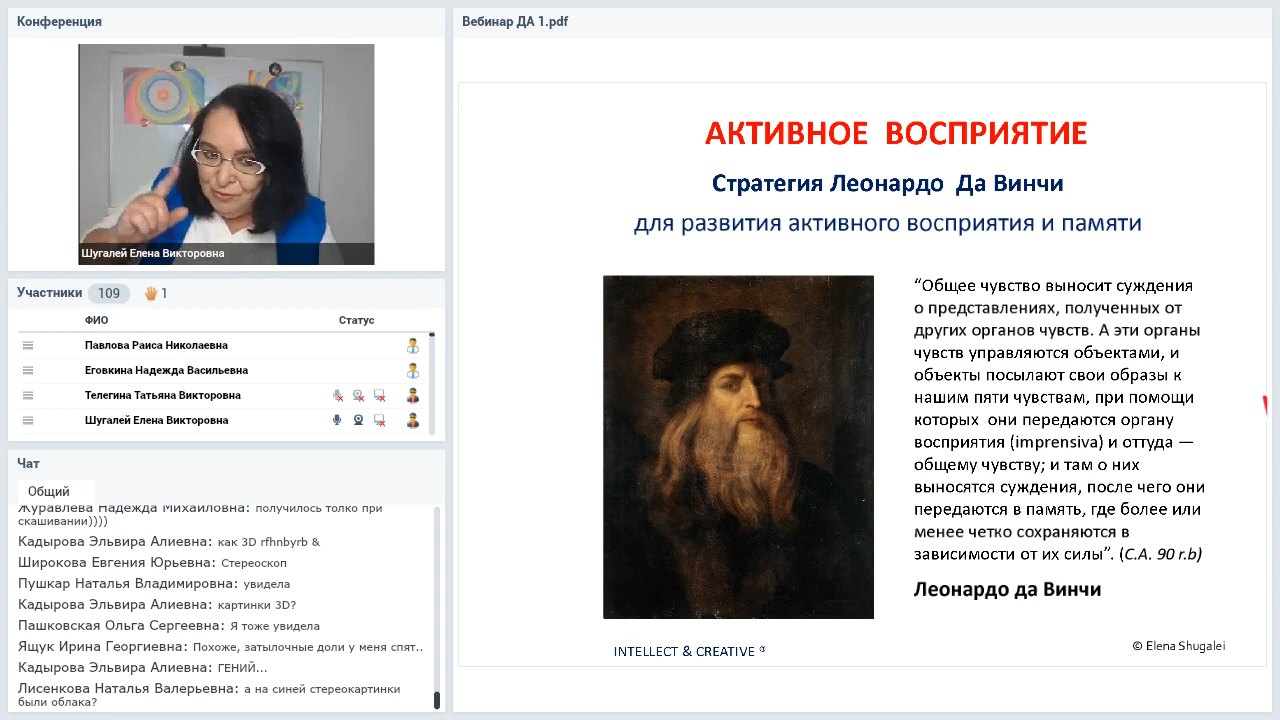 Конференция
Шугалей Елена Викторовна
Участники 109 1
ФИО Статус
Павлова Раиса Николаевна
Еговкина Надежда Васильевна
Телегина Татьяна Викторовна
Шугалей Елена Викторовна
Чат
Общий
Журавлева Надежда Михайловна: получилось толко при
скашивании))))
Кадырова Эльвира Алиевна: как 3D rfhnbyrb &
Широкова Евгения Юрьевна: Стереоскоп
Пушкар Наталья Владимировна: увидела
Кадырова Эльвира Алиевна: картинки 3D?
Пашковская Ольга Сергеевна: Я тоже увидела
Ящук Ирина Георгиевна: Похоже, затылочные доли у меня спят..
Кадырова Эльвира Алиевна: ГЕНИЙ...
Лисенкова Наталья Валерьевна: а на синей стереокартинки
были облака?
Вебинар ДА 1.pdf
АКТИВНОЕ ВОСПРИЯТИЕ
Стратегия Леонардо Да Винчи
для развития активного восприятия и памяти
“Общее чувство выносит суждения
о представлениях, полученных от
других органов чувств. А эти органы
чувств управляются объектами, и
объекты посылают свои образы к
нашим пяти чувствам, при помощи
которых они передаются органу
восприятия (imprensiva) и оттуда —
общему чувству; и там о них
выносятся суждения, после чего они
передаются в память, где более или
менее четко сохраняются в
зависимости от их силы”. (C.A. 90 r.b)
Леонардо да Винчи
INTELLECT & CREATIVE ®
© Elena Shugalei